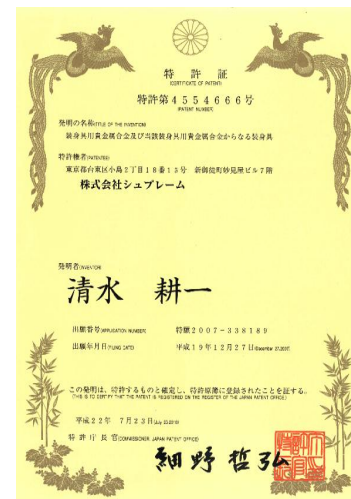 特許証
(CERTIFICATE OF PATENT)
特許第4554666号
(PATENT NUMBER)
発明の名称(TITLE OF THE INVENTION)
装身具用貴金属合金及び当該装身具用貴金属合金からなる装身具
特許権者(PATENTEE)
東京都台東区小島2丁目18番13号 新御徒町妙見屋ビル7階
株式会社シュプレーム
発明者(INVENTOR)
清水 耕一
出願番号(APPLICATION NUMBER) 特願2007-338189
出願年月日(FILING DATE) 平成19年12月27日(December 27,2007)
この発明は、特許するものと確定し、特許原簿に登録されたことを証する。
(THIS IS TO CERTIFY THAT THE PATENT IS REGISTERED ON THE REGISTER OF THE JAPAN PATENT OFFICE.)
平成22年 7月23日(July 23,2010)
特許庁長官(COMMISSIONER, JAPAN PATENT OFFICE)
細野哲弘